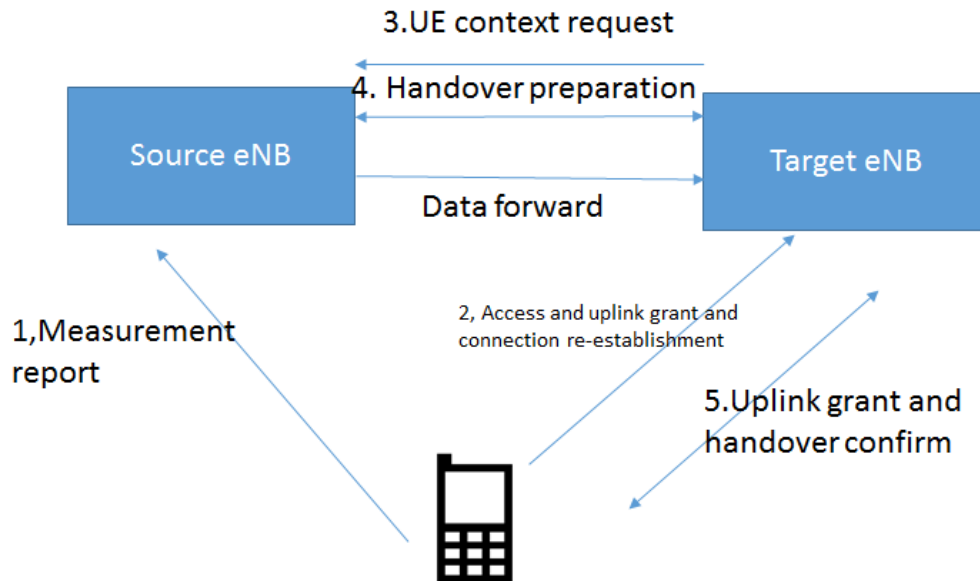 3.UE context request
4. Handover preparation
Source eNB
Target eNB
Data forward
1,Measurement
report
2, Access and uplink grant and
connection re-establishment
5.Uplink grant and
handover confirm